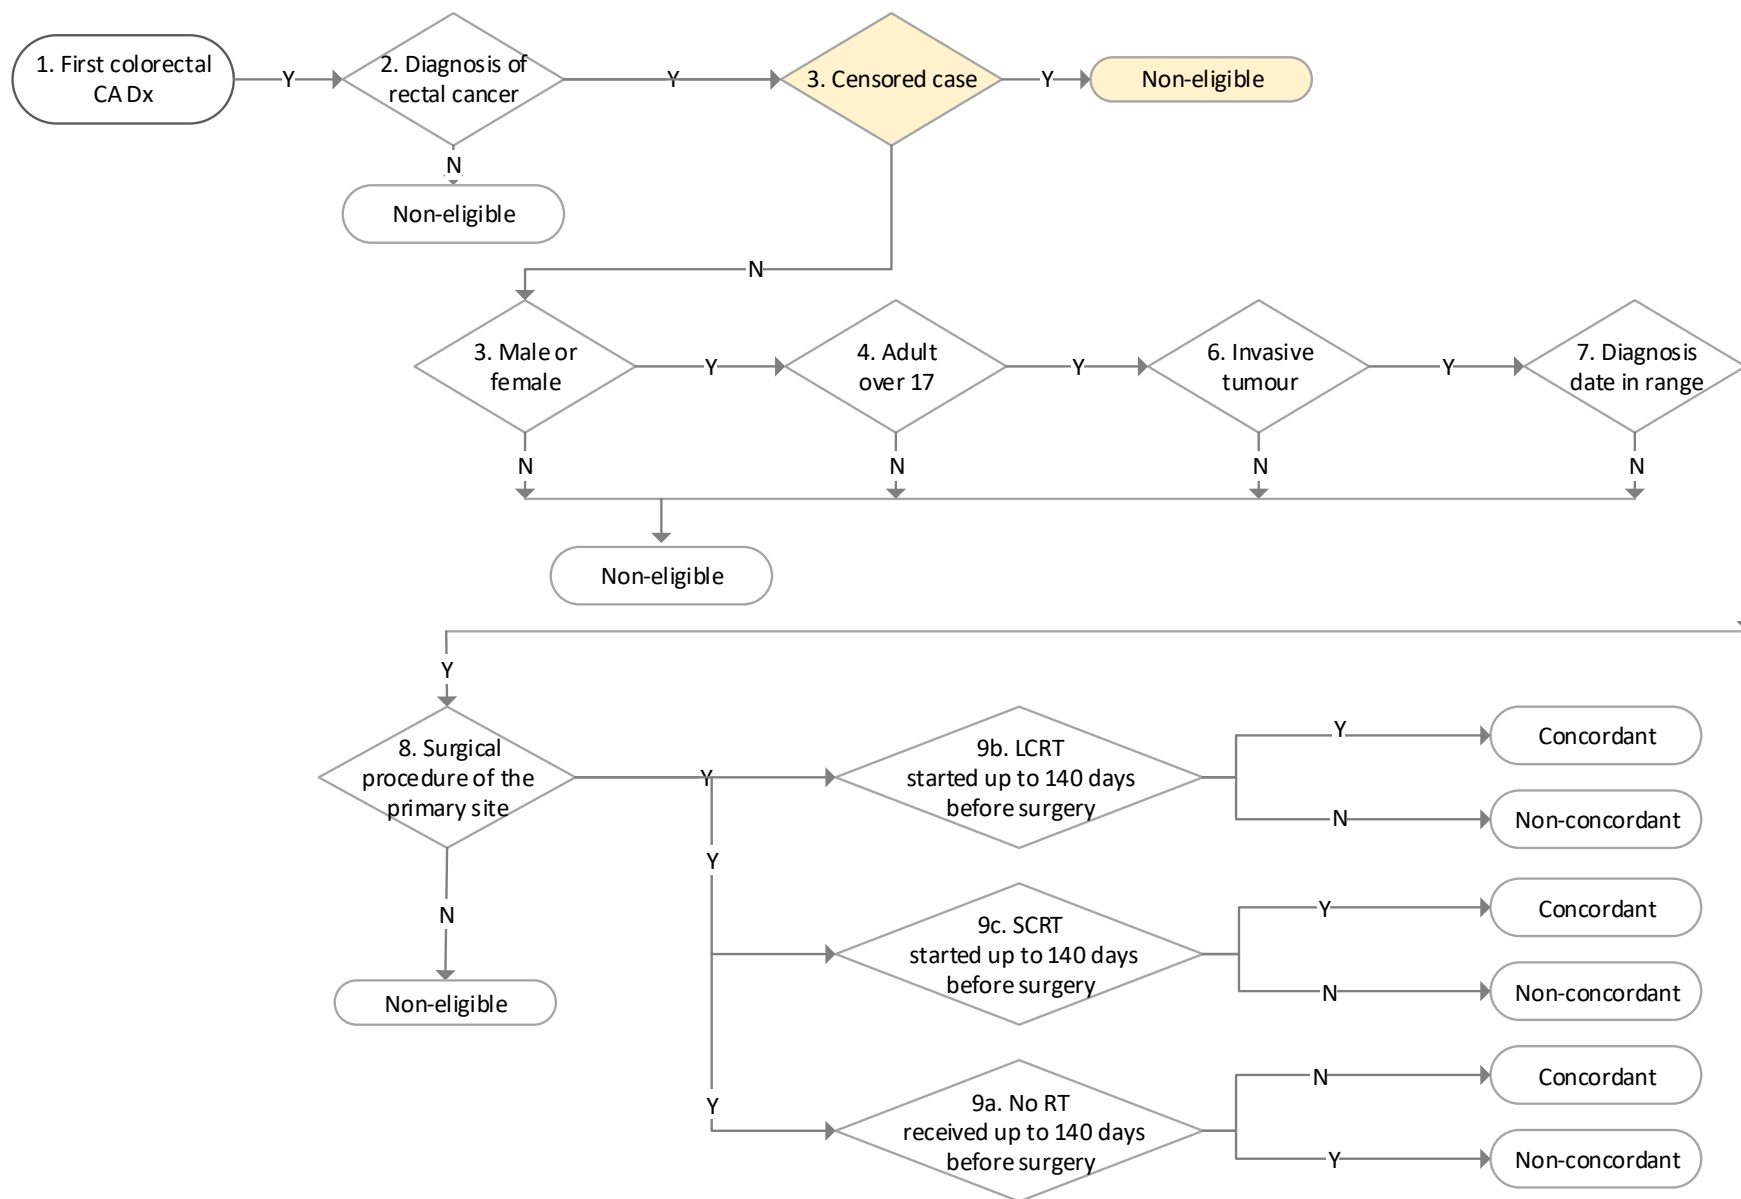 1. First colorectal
CA Dx
Y
2. Diagnosis of
rectal cancer
Y
3. Censored case
Y
Non-eligible
N
Non-eligible
N
3. Male or
female
Y
4. Adult
over 17
Y
6. Invasive
tumour
Y
7. Diagnosis
date in range
N
N
N
N
Non-eligible
Y
8. Surgical
procedure of the
primary site
Y
9b. LCRT
started up to 140 days
before surgery
Y
Concordant
N
Non-concordant
Y
N
Non-eligible
9c. SCRT
started up to 140 days
before surgery
Y
Concordant
N
Non-concordant
Y
9a. No RT
received up to 140 days
before surgery
N
Concordant
Y
Non-concordant